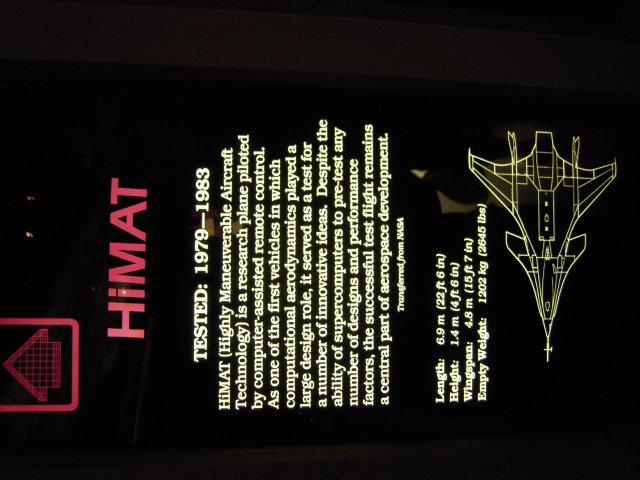 HiMAT
TESTED: 1979—1983
HiMAT (Highly Maneuverable Aircraft
Technology) is a research plane piloted
by computer-assisted remote control.
As one of the first vehicles in which
computational aerodynamics played a
large design role, it served as a test for
a number of innovative ideas. Despite the
ability of supercomputers to pre-test any
number of designs and performance
factors, the successful test flight remains
a central part of aerospace development.
Transferred from NASA
Length: 6.9 m (22 ft 6 in)
Height: 1.4 m (4 ft 6 in)
Wingspan: 4.8 m (15 ft 7 in)
Empty Weight: 1202 kg (2645 lbs)